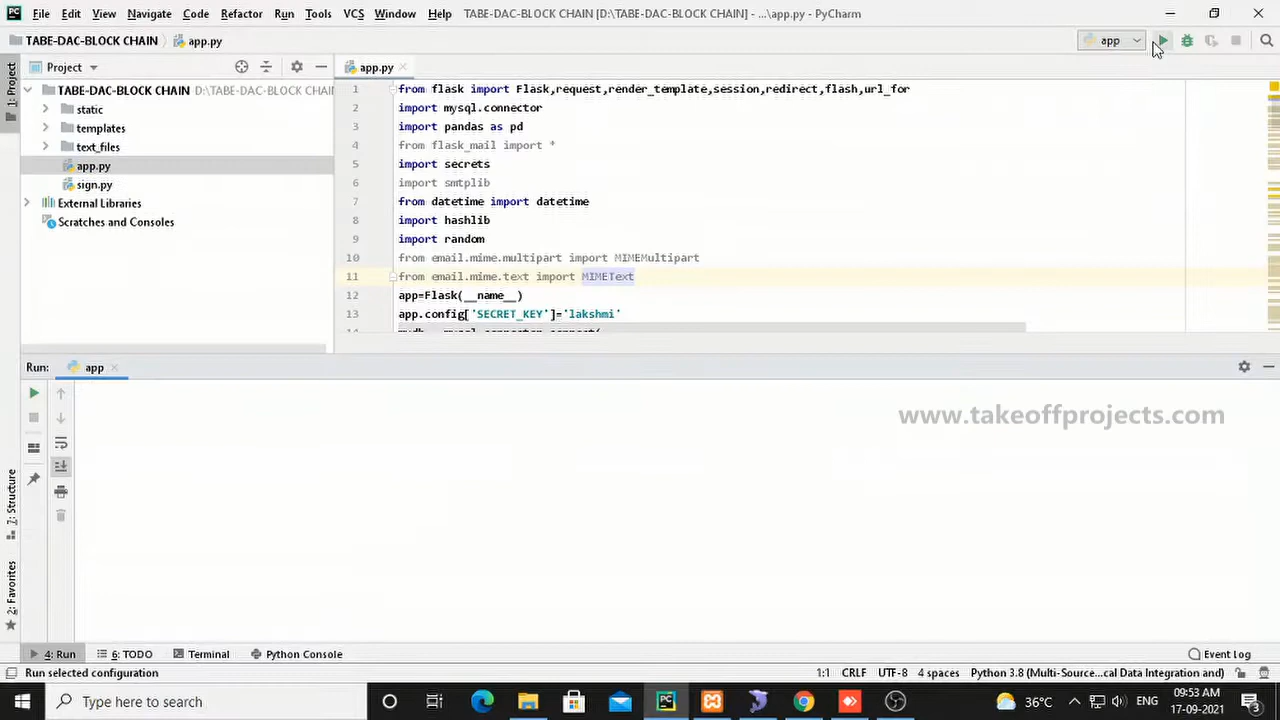 File Edit View Navigate Code Refactor Run Tools VCS Window Help TABE-DAC-BLOCK CHAIN [D:\TABE-DAC-BLOCK CHAIN] - ...\app.py - PyCharm
TABE-DAC-BLOCK CHAIN app.py app
1: Project
Project
app.py
TABE-DAC-BLOCK CHAIN D:\TABE-DAC-BLOCK CHAIN
static
templates
text_files
app.py
sign.py
External Libraries
Scratches and Consoles
1 from flask import Flask,request,render_template,session,redirect,flash,url_for
2 import mysql.connector
3 import pandas as pd
4 from flask_mail import *
5 import secrets
6 import smtplib
7 from datetime import datetime
8 import hashlib
9 import random
10 from email.mime.multipart import MIMEMultipart
11 from email.mime.text import MIMEText
12 app=Flask(__name__)
13 app.config['SECRET_KEY']='lakshmi'
Run: app
www.takeoffprojects.com
7: Structure
2: Favorites
4: Run 6: TODO Terminal Python Console Event Log
Run selected configuration 1:1 CRLF UTF-8 4 spaces Python 3.8 (Multi-Source...cal Data Integration and)
Type here to search
36°C ENG
09:53 AM
17-09-2021
3